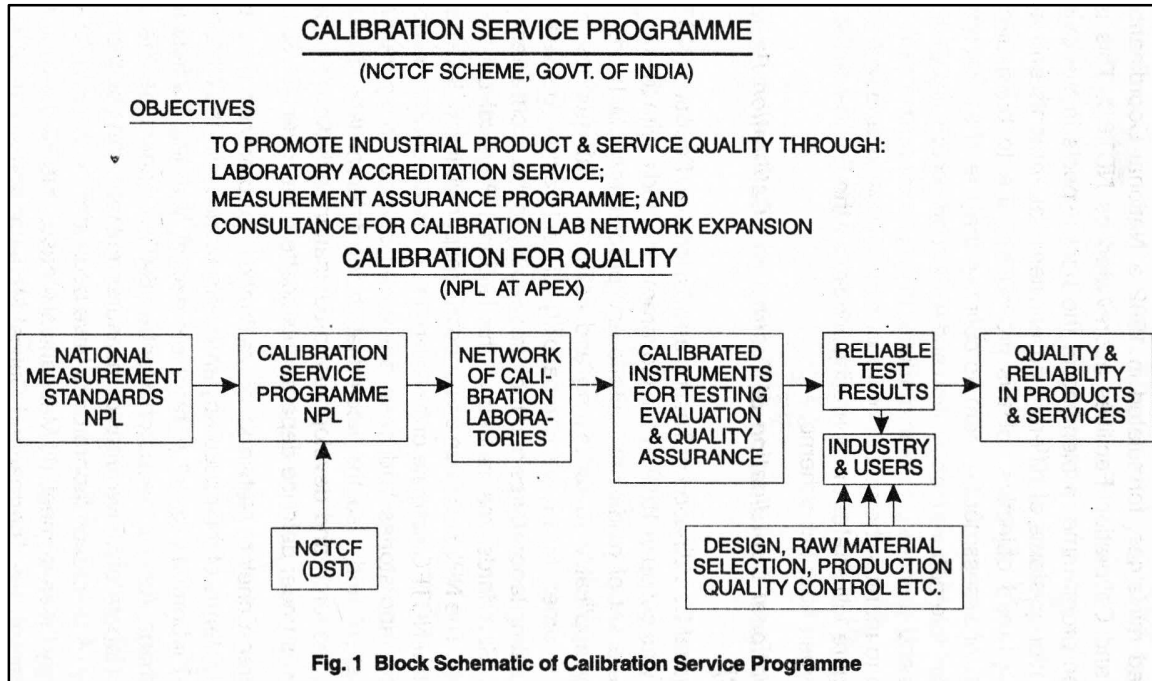 CALIBRATION SERVICE PROGRAMME
(NCTCF SCHEME, GOVT. OF INDIA)
OBJECTIVES
TO PROMOTE INDUSTRIAL PRODUCT & SERVICE QUALITY THROUGH:
LABORATORY ACCREDITATION SERVICE;
MEASUREMENT ASSURANCE PROGRAMME; AND
CONSULTANCE FOR CALIBRATION LAB NETWORK EXPANSION
CALIBRATION FOR QUALITY
(NPL AT APEX)
NATIONAL
MEASUREMENT
STANDARDS
NPL
CALIBRATION
SERVICE
PROGRAMME
NPL
NETWORK
OF CALI-
BRATION
LABORA-
TORIES
CALIBRATED
INSTRUMENTS
FOR TESTING
EVALUATION
& QUALITY
ASSURANCE
RELIABLE
TEST
RESULTS
QUALITY &
RELIABILITY
IN PRODUCTS
& SERVICES
INDUSTRY
& USERS
NCTCF
(DST)
DESIGN, RAW MATERIAL
SELECTION, PRODUCTION
QUALITY CONTROL ETC.
Fig. 1 Block Schematic of Calibration Service Programme